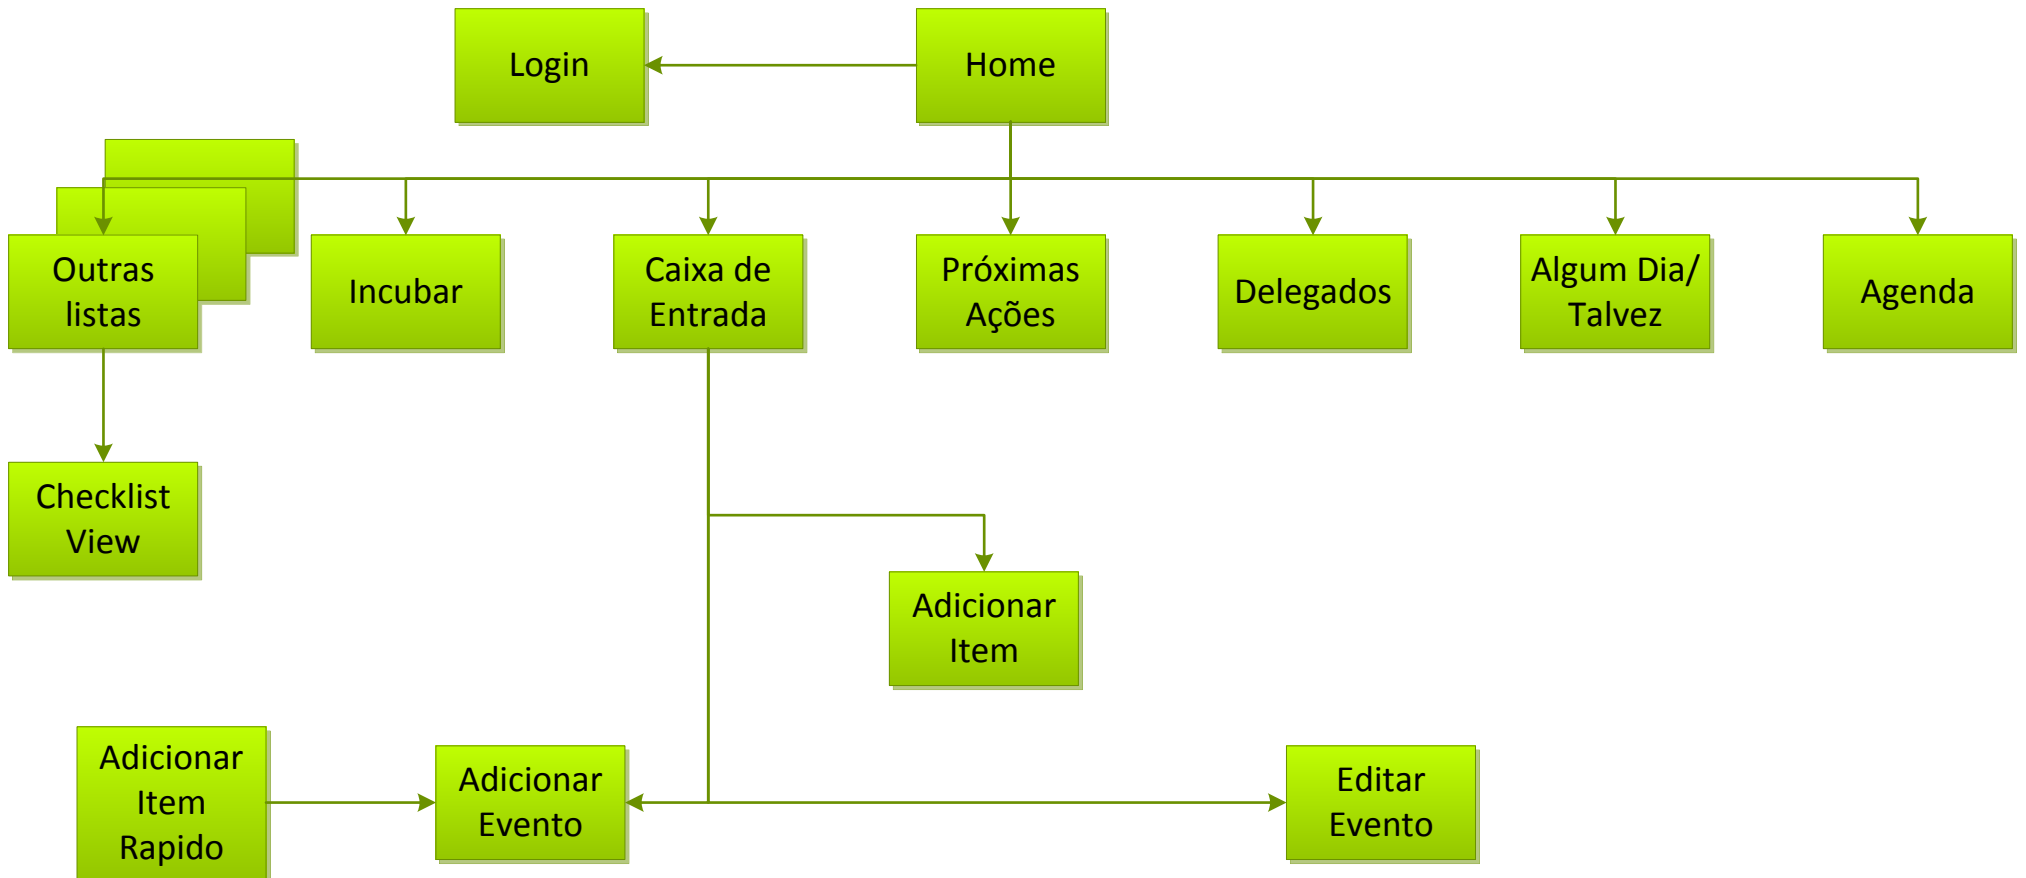 Login
Home
Outras
listas
Incubar
Caixa de
Entrada
Próximas
Ações
Delegados
Algum Dia/
Talvez
Agenda
Checklist
View
Adicionar
Item
Adicionar
Item
Rapido
Adicionar
Evento
Editar
Evento